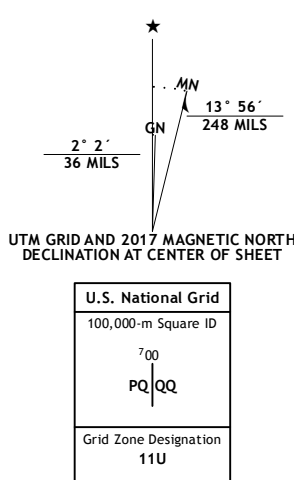 ★
MN
GN
13° 56´
248 MILS
2° 2´
36 MILS
UTM GRID AND 2017 MAGNETIC NORTH
DECLINATION AT CENTER OF SHEET
U.S. National Grid
100,000-m Square ID
⁷00
PQ QQ
Grid Zone Designation
11U